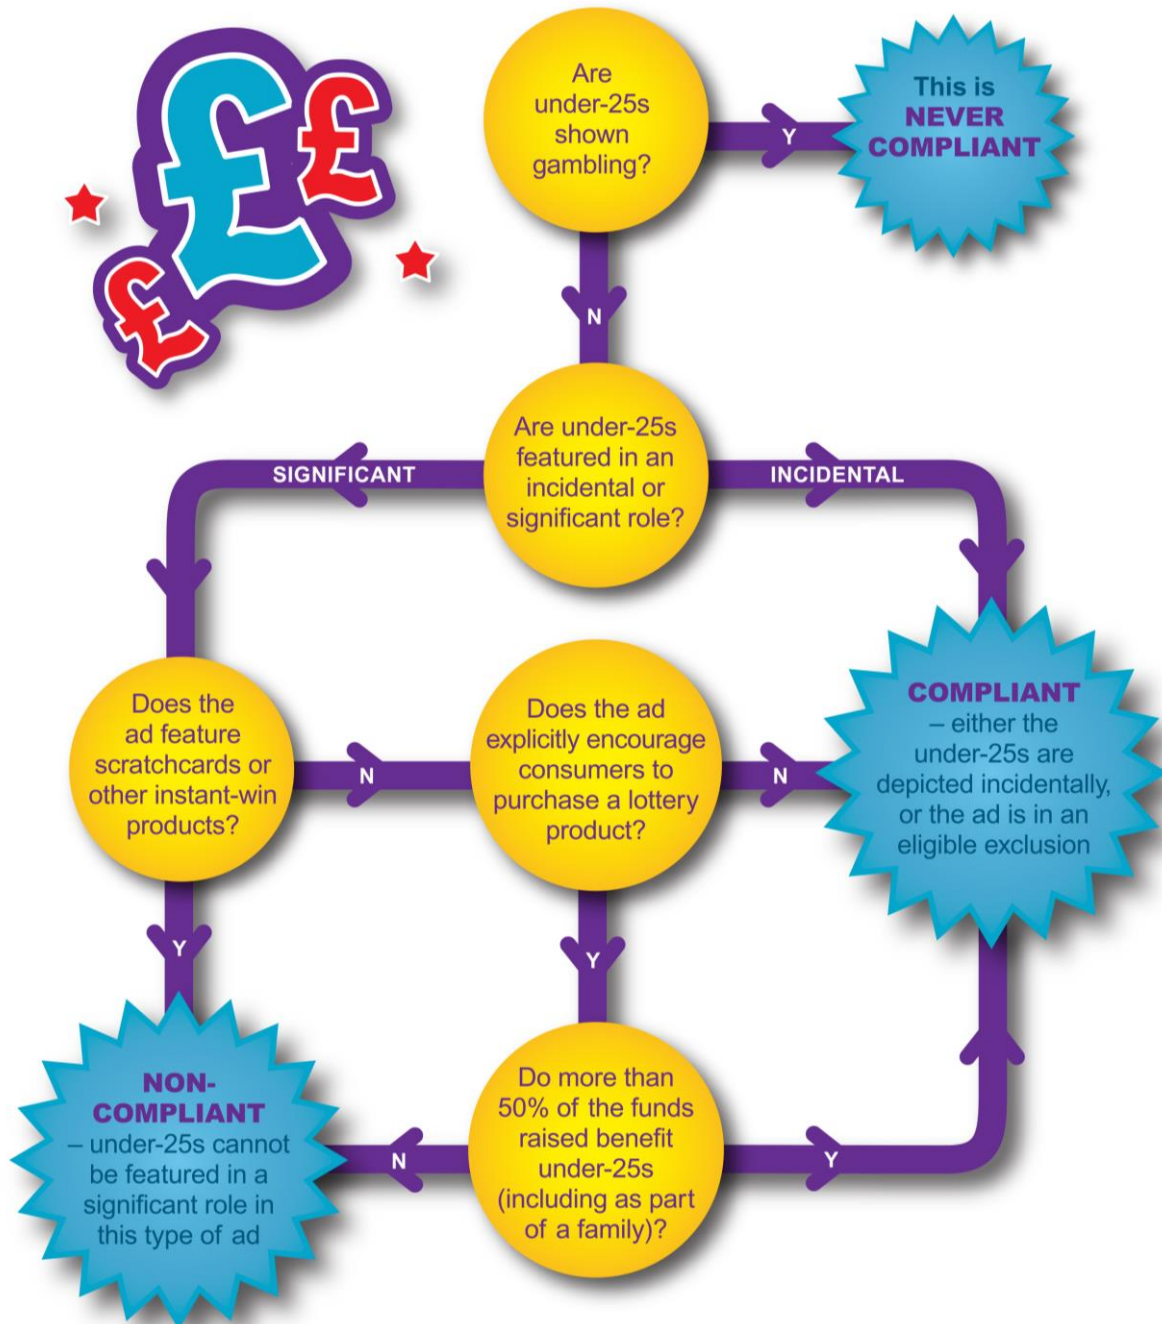 Are
under-25s
shown
gambling?
Y
This is
NEVER
COMPLIANT
N
Are under-25s
featured in an
incidental or
significant role?
SIGNIFICANT
INCIDENTAL
Does the
ad feature
scratchcards or
other instant-win
products?
N
Does the ad
explicitly encourage
consumers to
purchase a lottery
product?
N
COMPLIANT
– either the
under-25s are
depicted incidentally,
or the ad is in an
eligible exclusion
Y
Y
NON-
COMPLIANT
– under-25s cannot
be featured in a
significant role in
this type of ad
N
Do more than
50% of the funds
raised benefit
under-25s
(including as part
of a family)?
Y
£
£
£